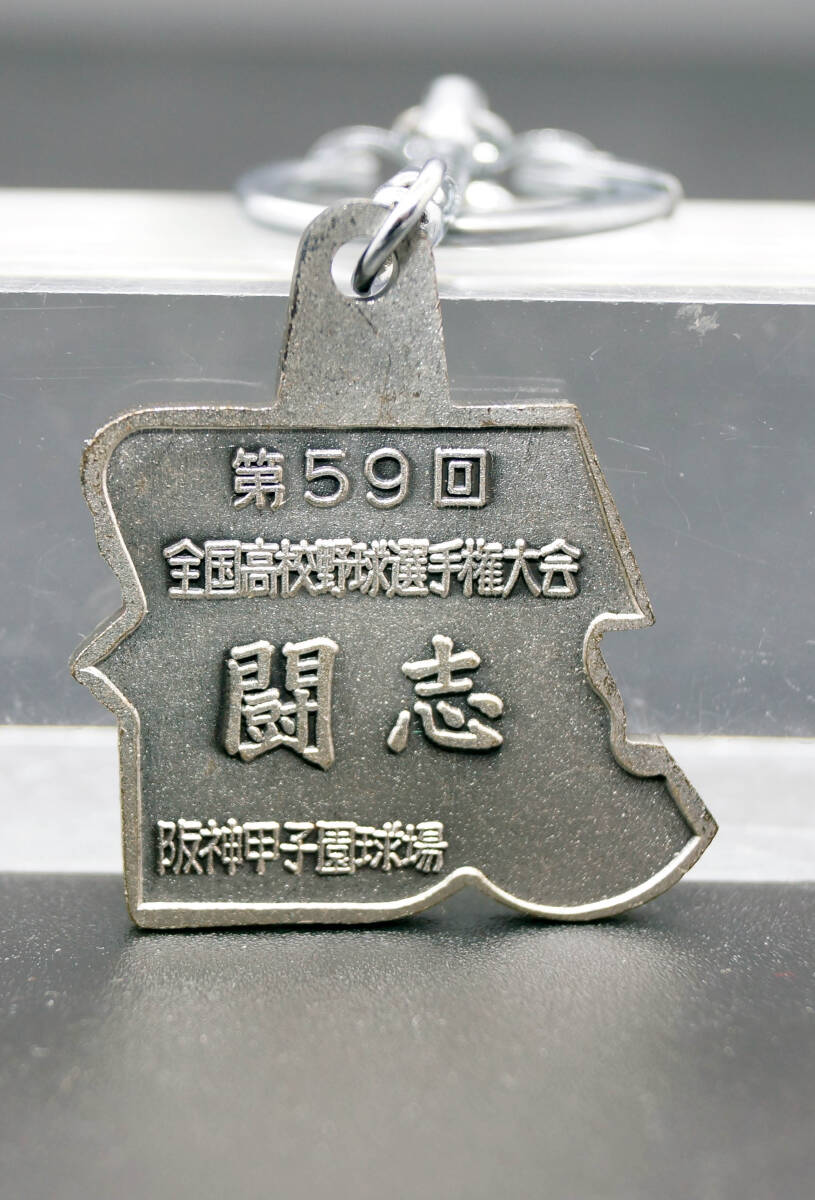 第59回
全国高校野球選手権大会
闘志
阪神甲子園球場